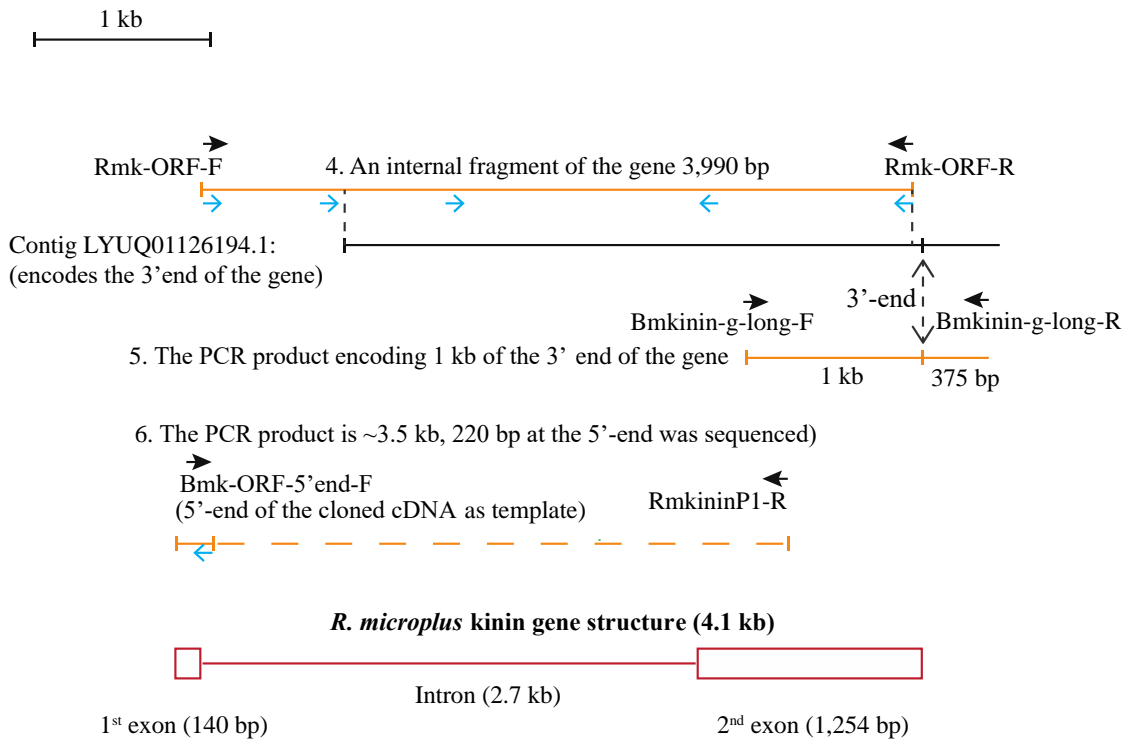 1 kb
Rmk-ORF-F
4. An internal fragment of the gene 3,990 bp
Rmk-ORF-R
Contig LYUQ01126194.1:
(encodes the 3’end of the gene)
3’-end
Bmkinin-g-long-F
Bmkinin-g-long-R
5. The PCR product encoding 1 kb of the 3’ end of the gene
1 kb
375 bp
6. The PCR product is ~3.5 kb, 220 bp at the 5’-end was sequenced)
Bmk-ORF-5’end-F
RmkininP1-R
(5’-end of the cloned cDNA as template)
R. microplus kinin gene structure (4.1 kb)
Intron (2.7 kb)
1st exon (140 bp)
2nd exon (1,254 bp)